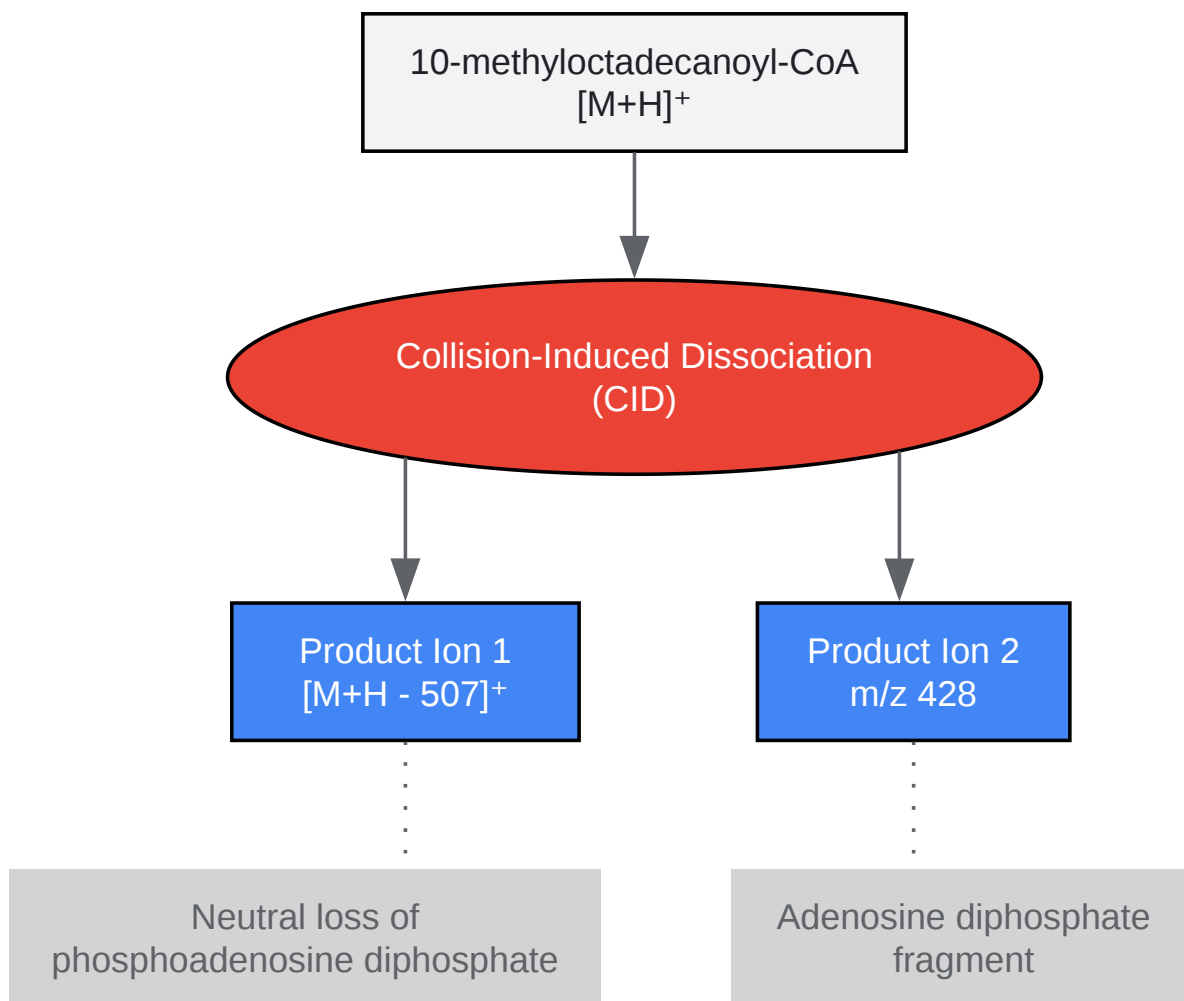 10-methyloctadecanoyl-CoA
[M+H]⁺
Collision-Induced Dissociation
(CID)
Product Ion 1
[M+H - 507]⁺
Product Ion 2
m/z 428
Neutral loss of
phosphoadenosine diphosphate
Adenosine diphosphate
fragment